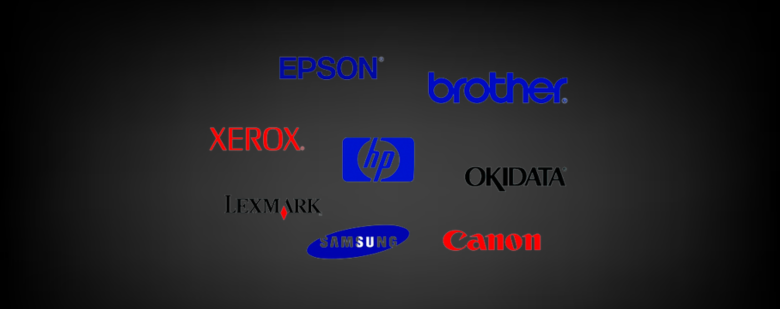 EPSON®
brother®
XEROX®
hp
OKIDATA
LEXMARK
SAMSUNG
Canon